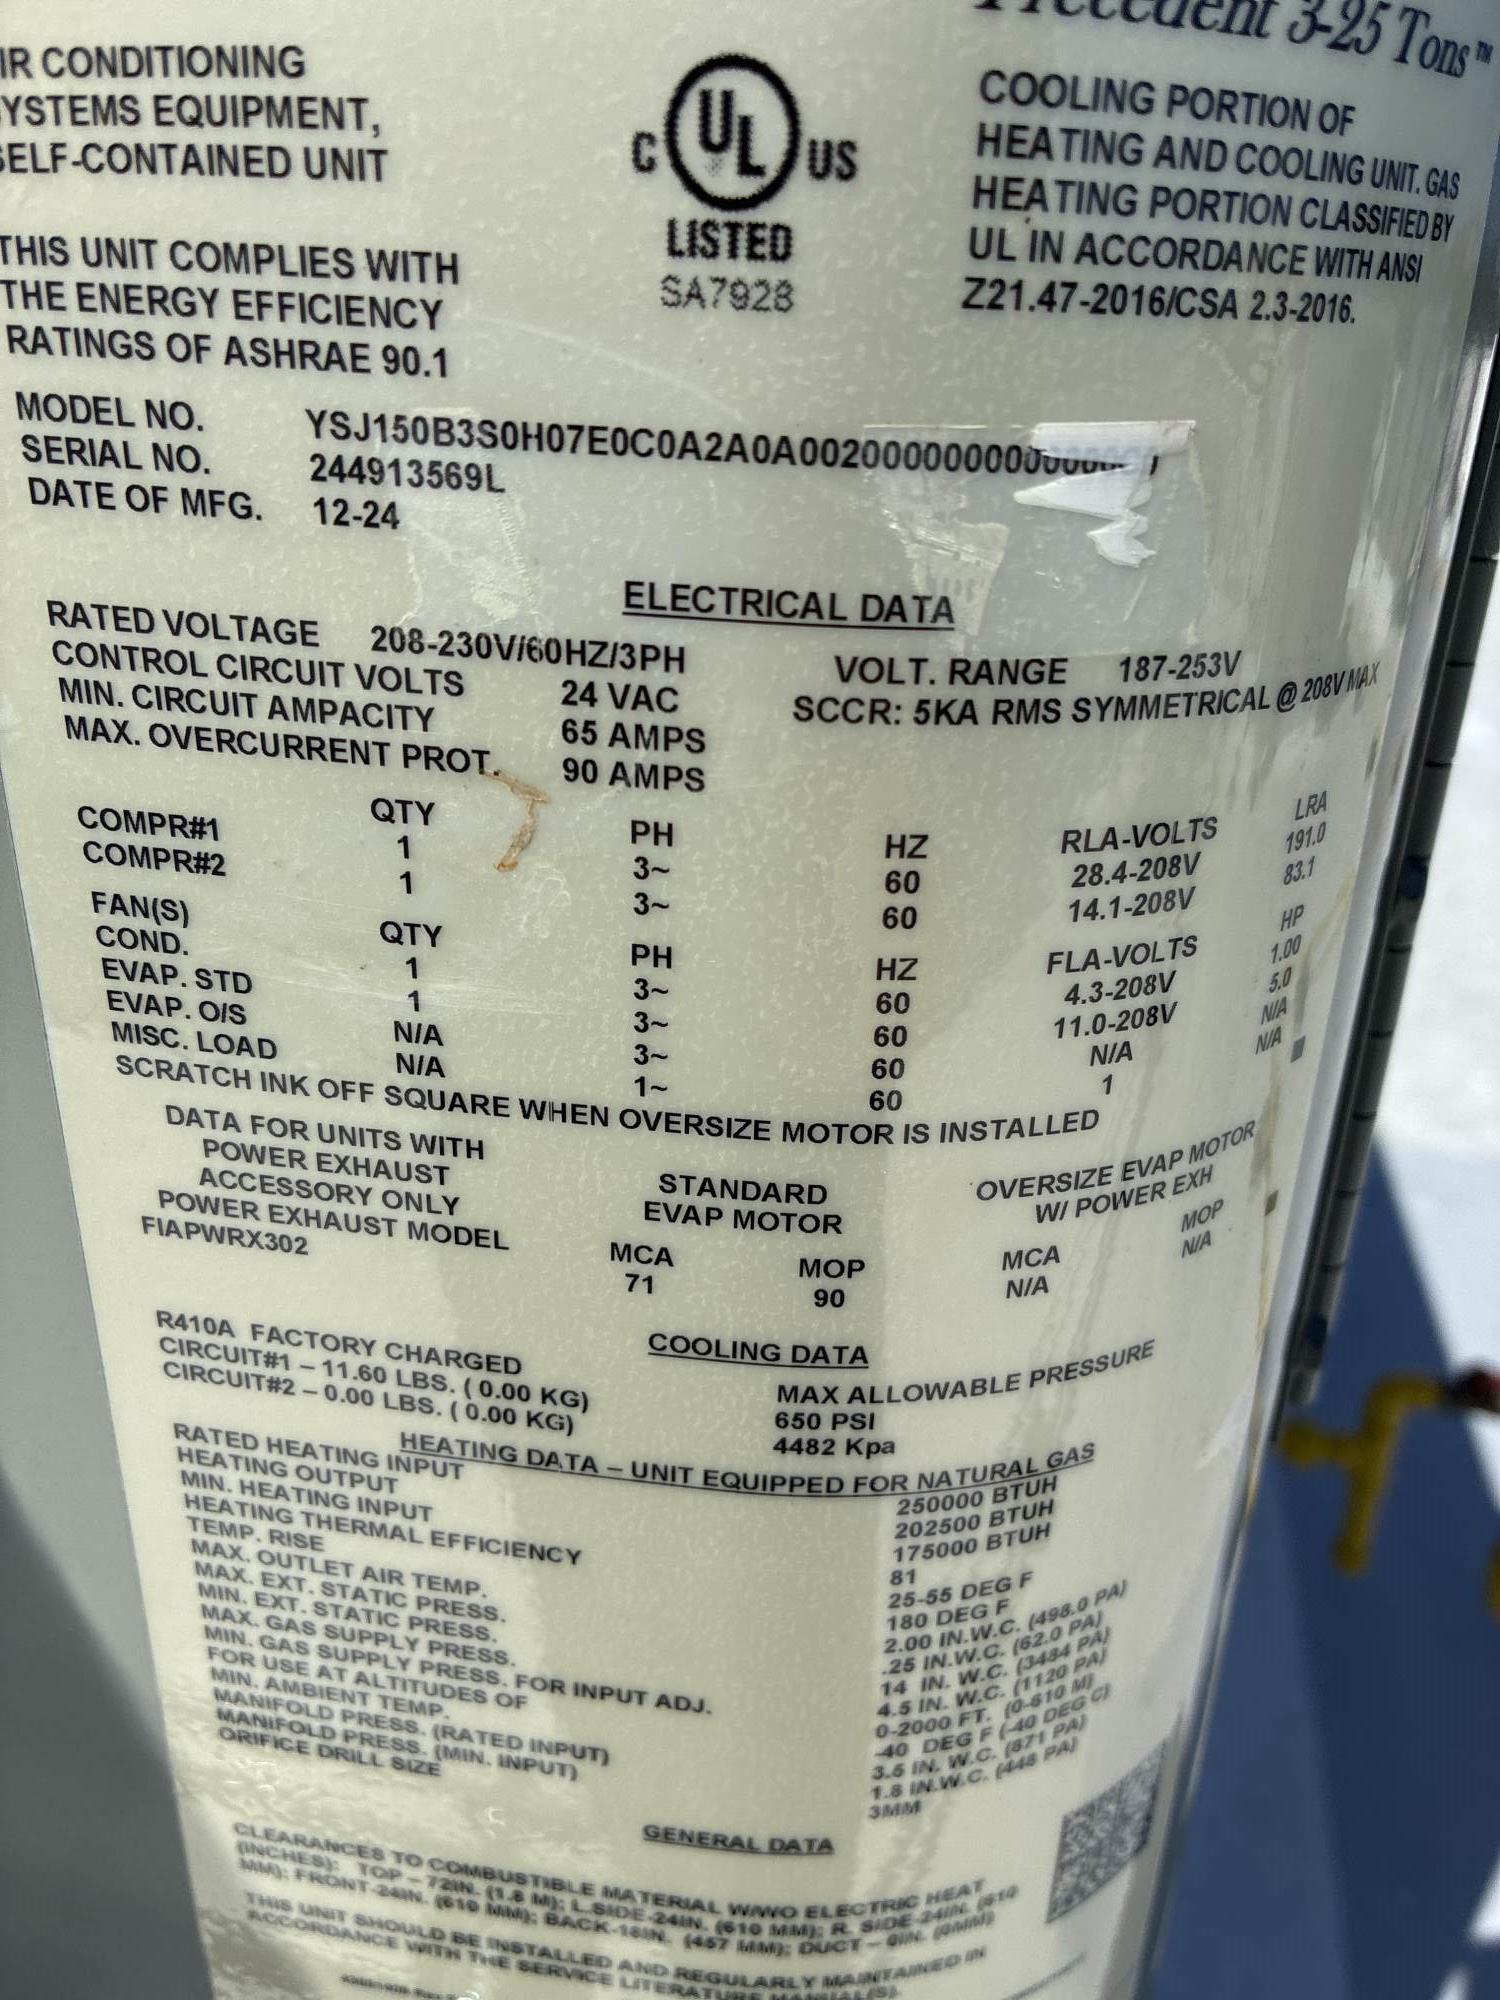 Precedent 3-25 Tons™
IR CONDITIONING
YSTEMS EQUIPMENT,
SELF-CONTAINED UNIT
C UL US
LISTED
SA7928
COOLING PORTION OF
HEATING AND COOLING UNIT. GAS
HEATING PORTION CLASSIFIED BY
UL IN ACCORDANCE WITH ANSI
Z21.47-2016/CSA 2.3-2016.
THIS UNIT COMPLIES WITH
THE ENERGY EFFICIENCY
RATINGS OF ASHRAE 90.1
MODEL NO. YSJ150B3S0H07E0C0A2A0A00200000000000
SERIAL NO. 244913569L
DATE OF MFG. 12-24
ELECTRICAL DATA
RATED VOLTAGE 208-230V/60HZ/3PH VOLT. RANGE 187-253V
CONTROL CIRCUIT VOLTS 24 VAC SCCR: 5KA RMS SYMMETRICAL @ 208V MAX
MIN. CIRCUIT AMPACITY 65 AMPS
MAX. OVERCURRENT PROT. 90 AMPS
QTY PH HZ RLA-VOLTS LRA
COMPR#1 1 3~ 60 28.4-208V 191.0
COMPR#2 1 3~ 60 14.1-208V 83.1
FAN(S) QTY PH HZ FLA-VOLTS HP
COND. 1 3~ 60 4.3-208V 1.00
EVAP. STD 1 3~ 60 11.0-208V 5.0
EVAP. O/S N/A 3~ 60 N/A N/A
MISC. LOAD N/A 1~ 60 1 N/A
SCRATCH INK OFF SQUARE WHEN OVERSIZE MOTOR IS INSTALLED
DATA FOR UNITS WITH
POWER EXHAUST
ACCESSORY ONLY
STANDARD
EVAP MOTOR
OVERSIZE EVAP MOTOR
W/ POWER EXH
POWER EXHAUST MODEL MCA MOP MCA MOP
FIAPWRX302 71 90 N/A N/A
COOLING DATA
R410A FACTORY CHARGED MAX ALLOWABLE PRESSURE
CIRCUIT#1 – 11.60 LBS. ( 0.00 KG) 650 PSI
CIRCUIT#2 – 0.00 LBS. ( 0.00 KG) 4482 Kpa
HEATING DATA – UNIT EQUIPPED FOR NATURAL GAS
RATED HEATING INPUT 250000 BTUH
HEATING OUTPUT 202500 BTUH
MIN. HEATING INPUT 175000 BTUH
HEATING THERMAL EFFICIENCY 81
TEMP. RISE 25-55 DEG F
MAX. OUTLET AIR TEMP. 180 DEG F
MAX. EXT. STATIC PRESS. 2.00 IN.W.C. (498.0 PA)
MIN. EXT. STATIC PRESS. .25 IN.W.C. (62.0 PA)
MAX. GAS SUPPLY PRESS. 14 IN. W.C. (3484 PA)
MIN. GAS SUPPLY PRESS. FOR INPUT ADJ. 4.5 IN. W.C. (1120 PA)
FOR USE AT ALTITUDES OF 0-2000 FT. (0-610 M)
MIN. AMBIENT TEMP. -40 DEG F (-40 DEG C)
MANIFOLD PRESS. (RATED INPUT) 3.5 IN. W.C. (871 PA)
MANIFOLD PRESS. (MIN. INPUT) 1.8 IN.W.C. (448 PA)
ORIFICE DRILL SIZE 3MM
GENERAL DATA
CLEARANCES TO COMBUSTIBLE MATERIAL W/WO ELECTRIC HEAT
(INCHES): TOP – 72IN. (1.8 M); L.SIDE-24IN. (610 MM); R. SIDE-24IN. (610
MM); FRONT-24IN. (610 MM); BACK-18IN. (457 MM); DUCT – 0IN. (0MM)
THIS UNIT SHOULD BE INSTALLED AND REGULARLY MAINTAINED IN
ACCORDANCE WITH THE SERVICE LITERATURE MANUAL(S).